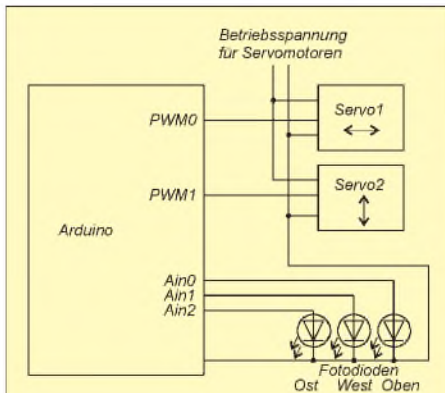 Betriebsspannung
für Servomotoren
Servo1
PWM0
Servo2
PWM1
Arduino
Ain0
Ain1
Ain2
Fotodioden
Ost West Oben